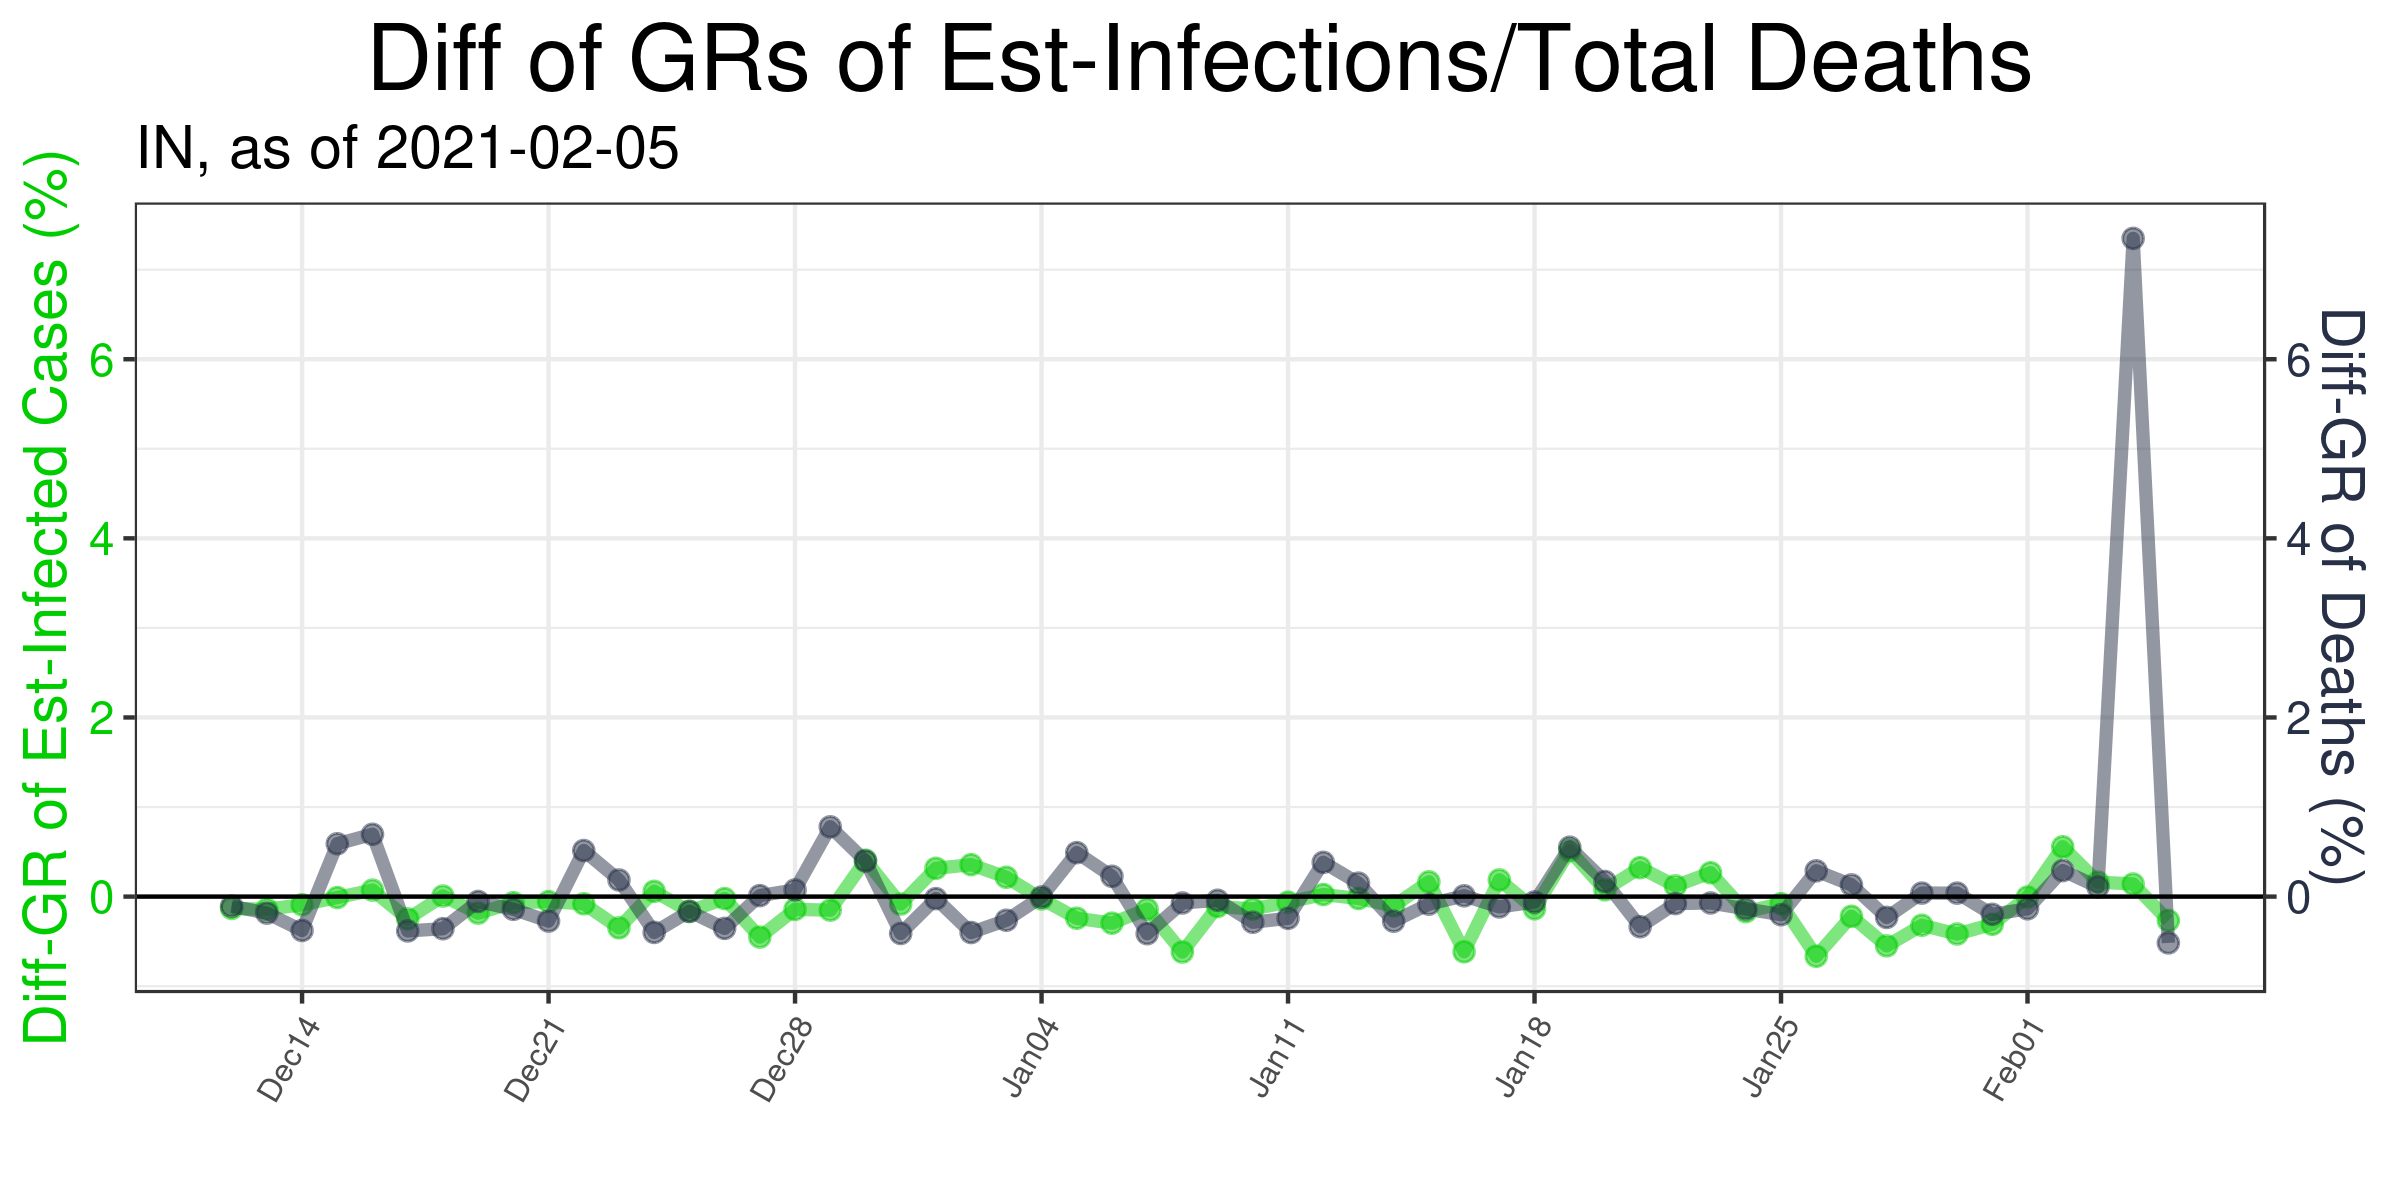 Diff of GRs of Est-Infections/Total Deaths
IN, as of 2021-02-05
Diff-GR of Est-Infected Cases (%)
6
4
2
0
6
4
2
0
Diff-GR of Deaths (%)
Dec14
Dec21
Dec28
Jan04
Jan11
Jan18
Jan25
Feb01